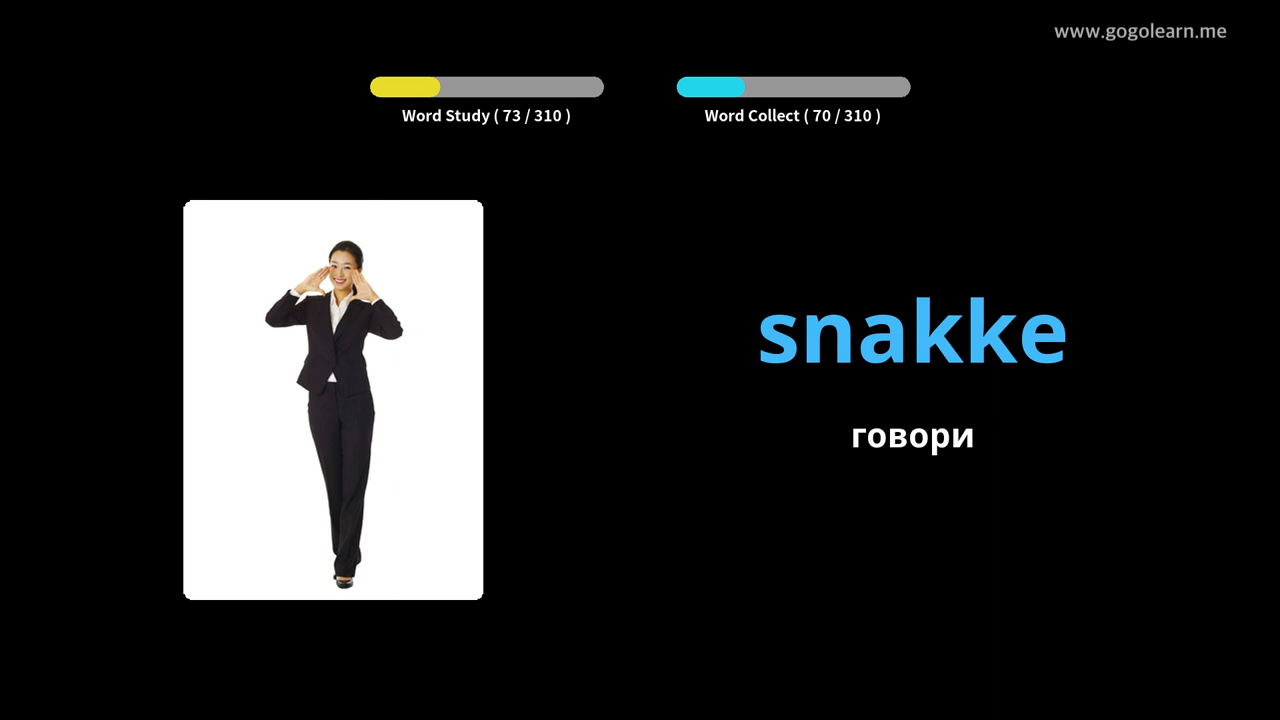 www.gogolearn.me
Word Study ( 73 / 310 )
Word Collect ( 70 / 310 )
snakke
говори